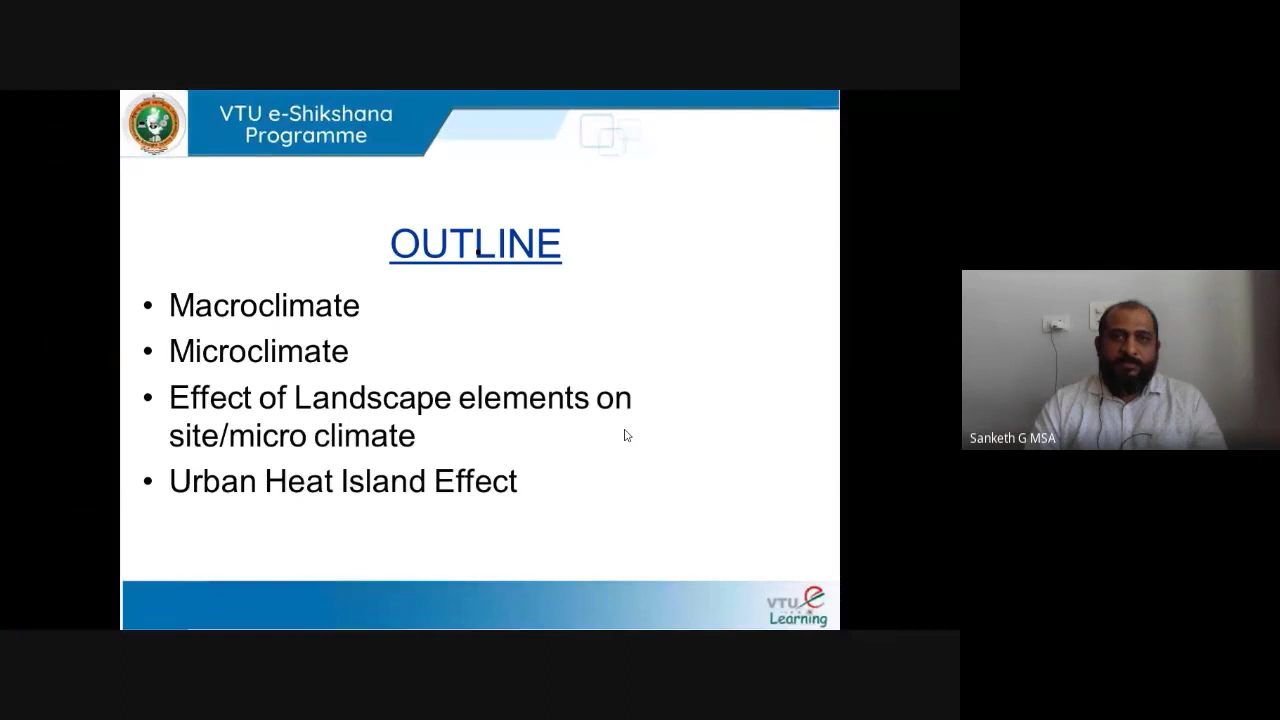 VTU e-Shikshana
Programme
OUTLINE
• Macroclimate
• Microclimate
• Effect of Landscape elements on
site/micro climate
• Urban Heat Island Effect
Sanketh G MSA
VTU e
Learning